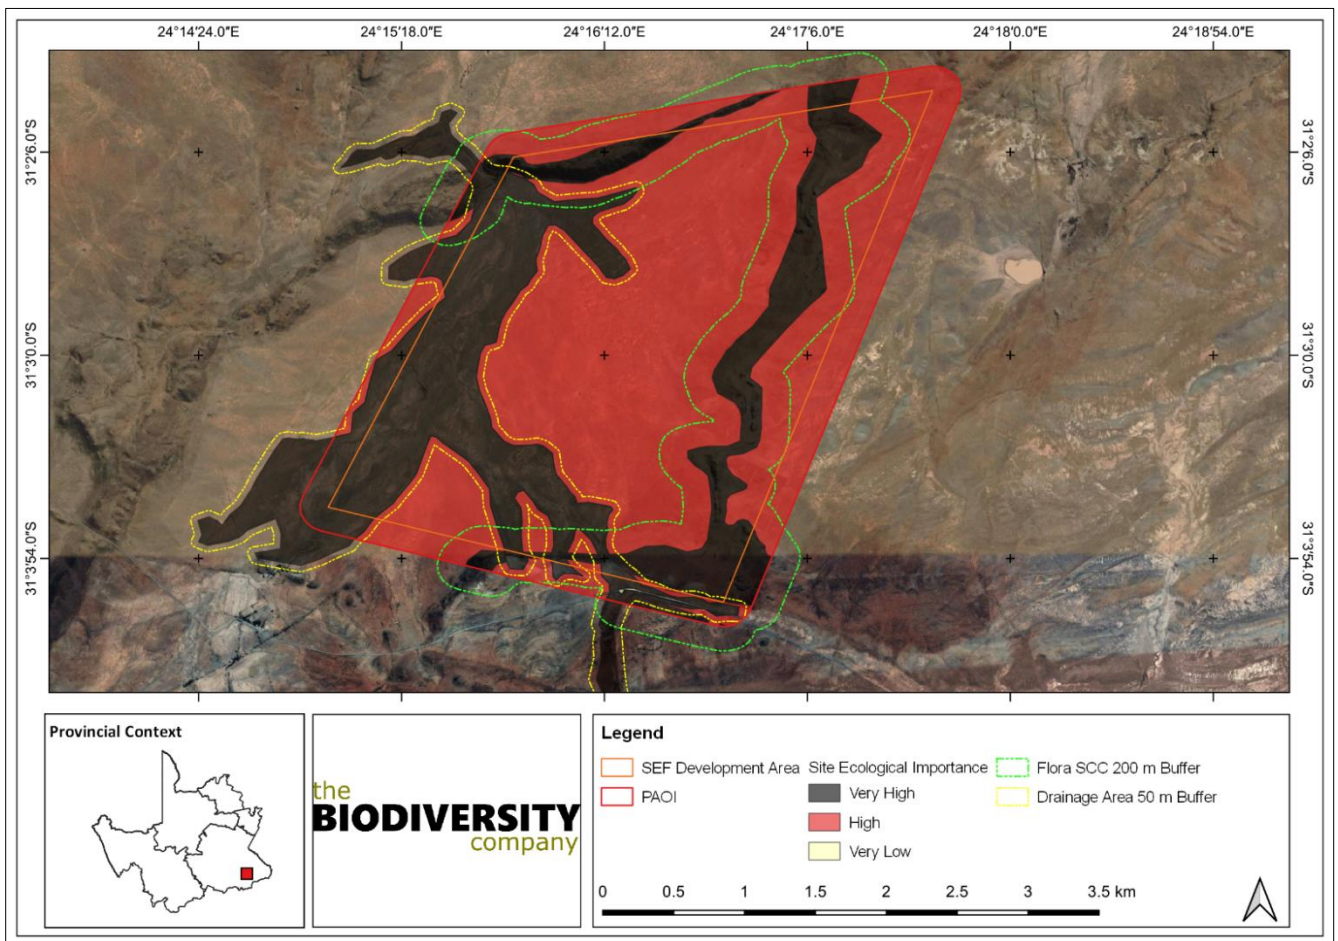 24°14'24.0"E 24°15'18.0"E 24°16'12.0"E 24°17'6.0"E 24°18'0.0"E 24°18'54.0"E
31°2'6.0"S 31°2'6.0"S
31°3'0.0"S 31°3'0.0"S
31°3'54.0"S 31°3'54.0"S
Provincial Context
the
BIODIVERSITY
company
Legend
SEF Development Area
PAOI
Site Ecological Importance
Very High
High
Very Low
Flora SCC 200 m Buffer
Drainage Area 50 m Buffer
0 0.5 1 1.5 2 2.5 3 3.5 km